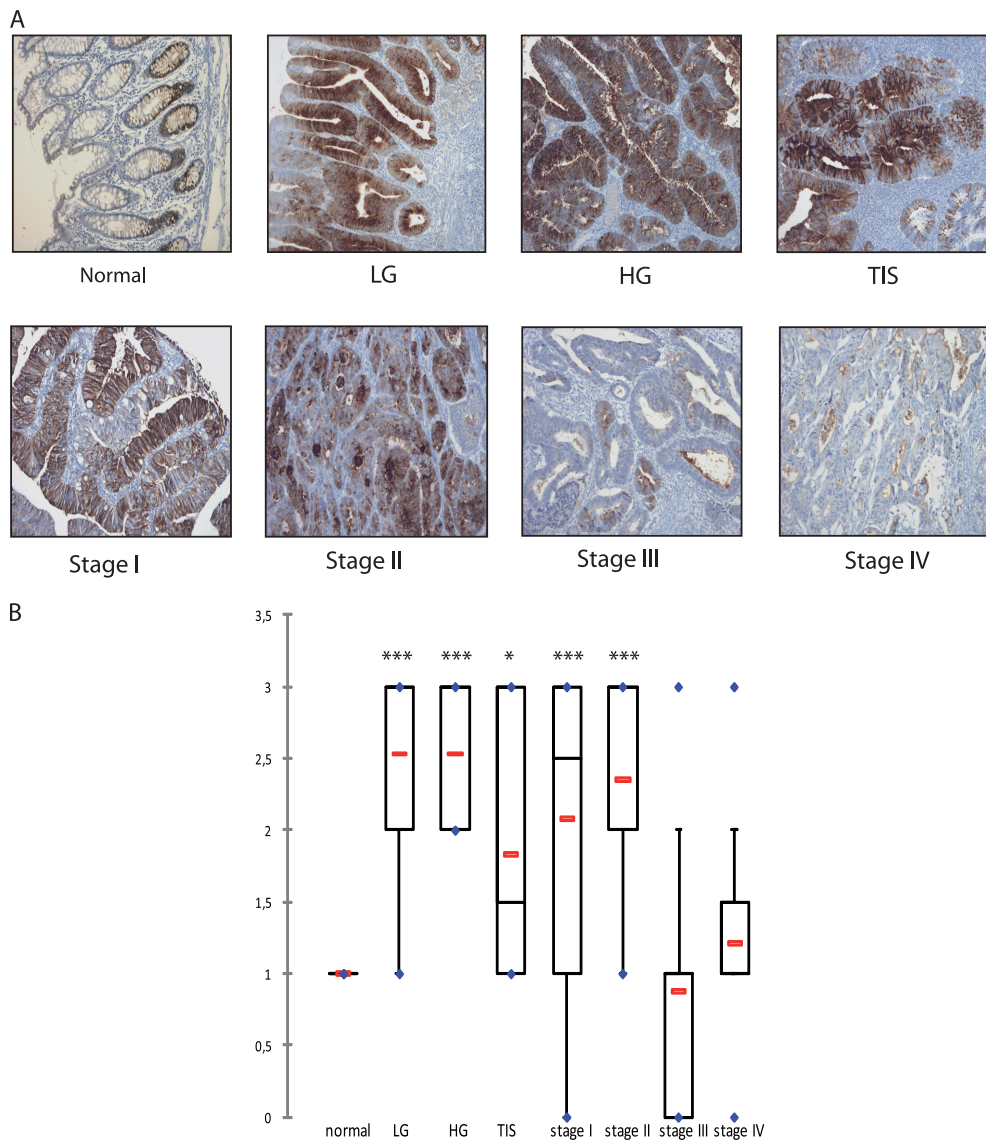 A
Normal LG HG TIS
Stage I Stage II Stage III Stage IV
B
3,5
*** *** * *** ***
3
2,5
2
1,5
1
0,5
0
normal LG HG TIS stage I stage II stage III stage IV